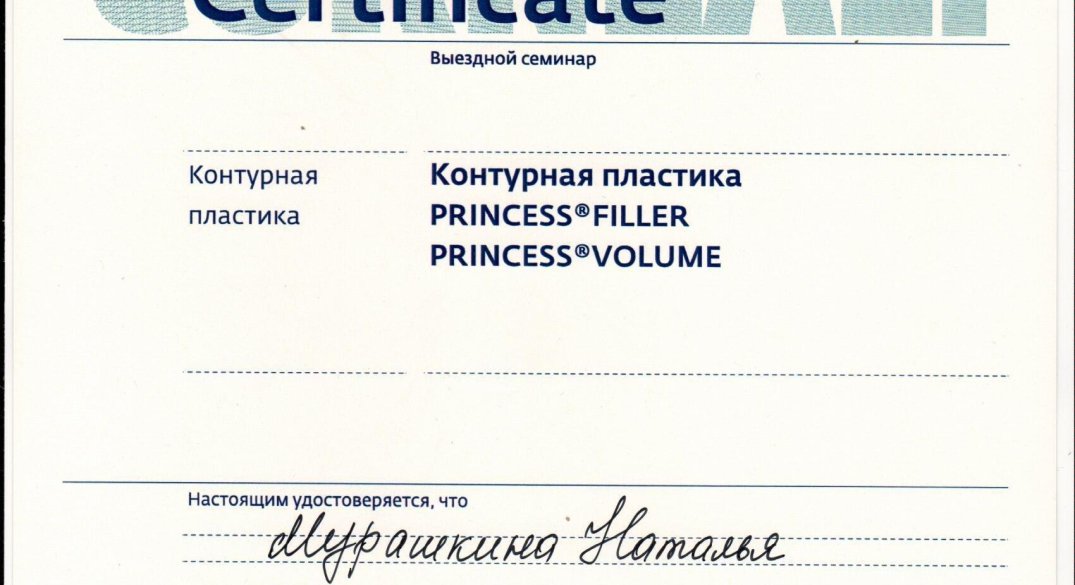 Certificate
Выездной семинар
Контурная
пластика
Контурная пластика
PRINCESS®FILLER
PRINCESS®VOLUME
Настоящим удостоверяется, что
Мурашкина Наталья